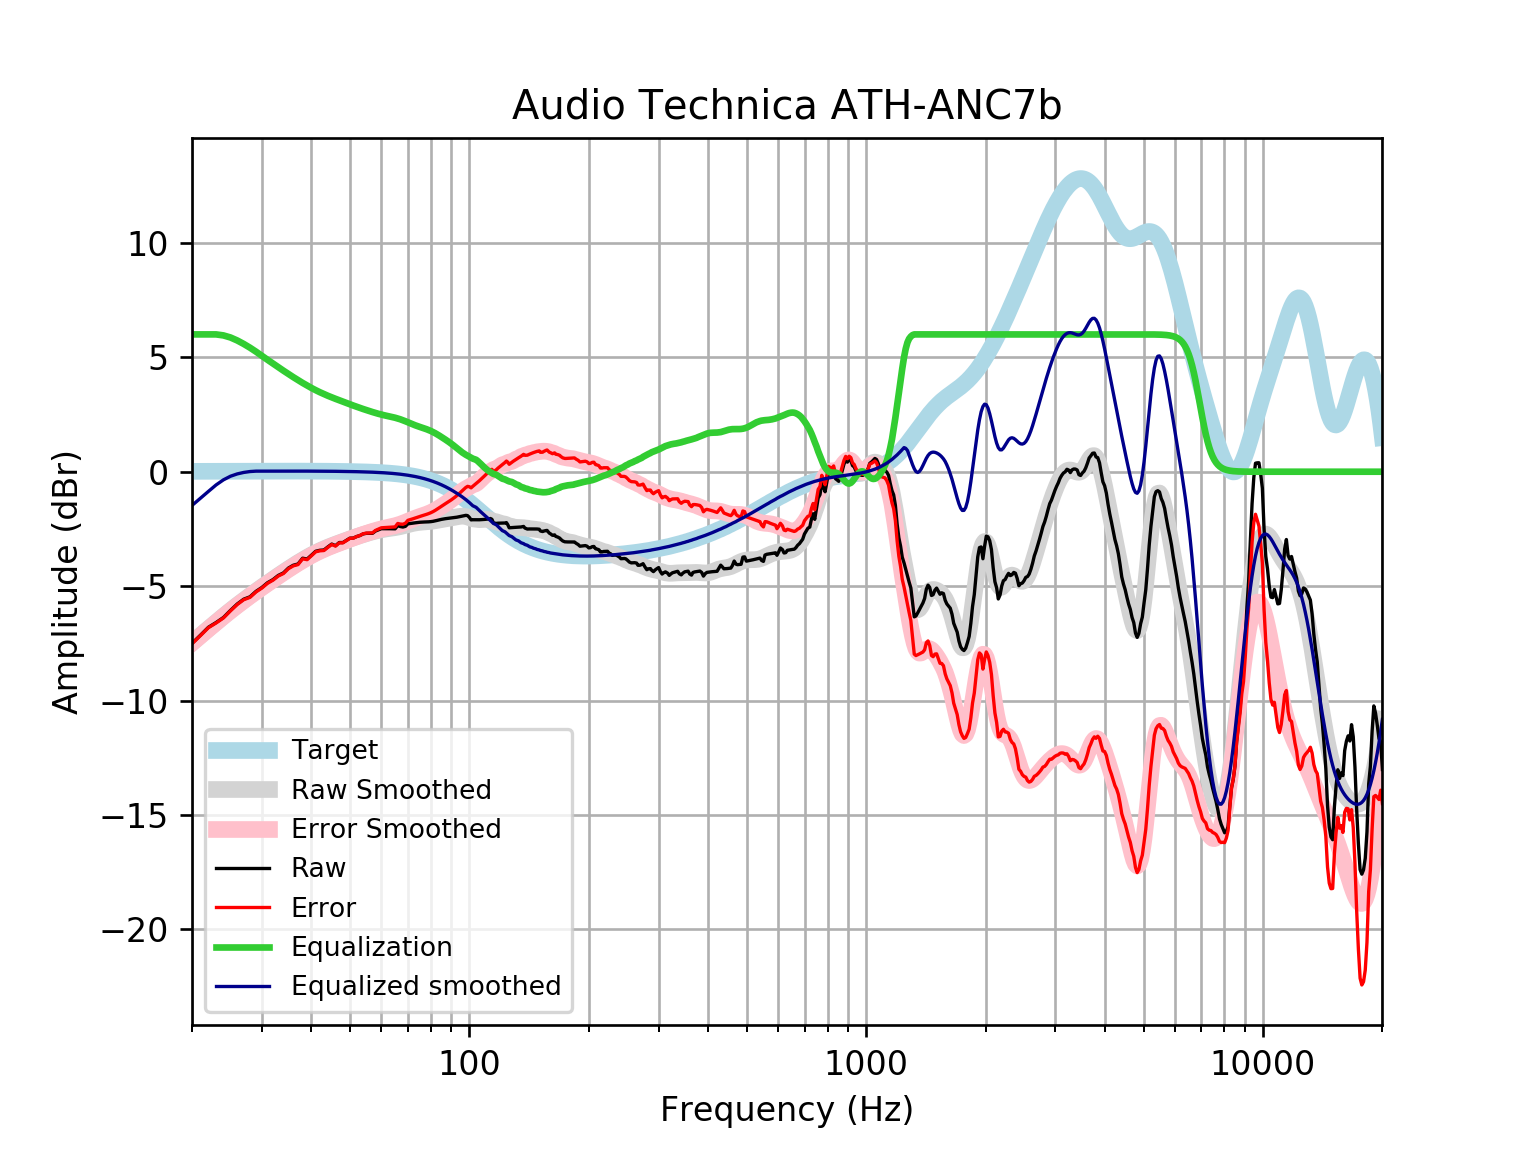 Audio Technica ATH-ANC7b
Amplitude (dBr)
10
5
0
−5
−10
−15
−20
Target
Raw Smoothed
Error Smoothed
Raw
Error
Equalization
Equalized smoothed
100 1000 10000
Frequency (Hz)